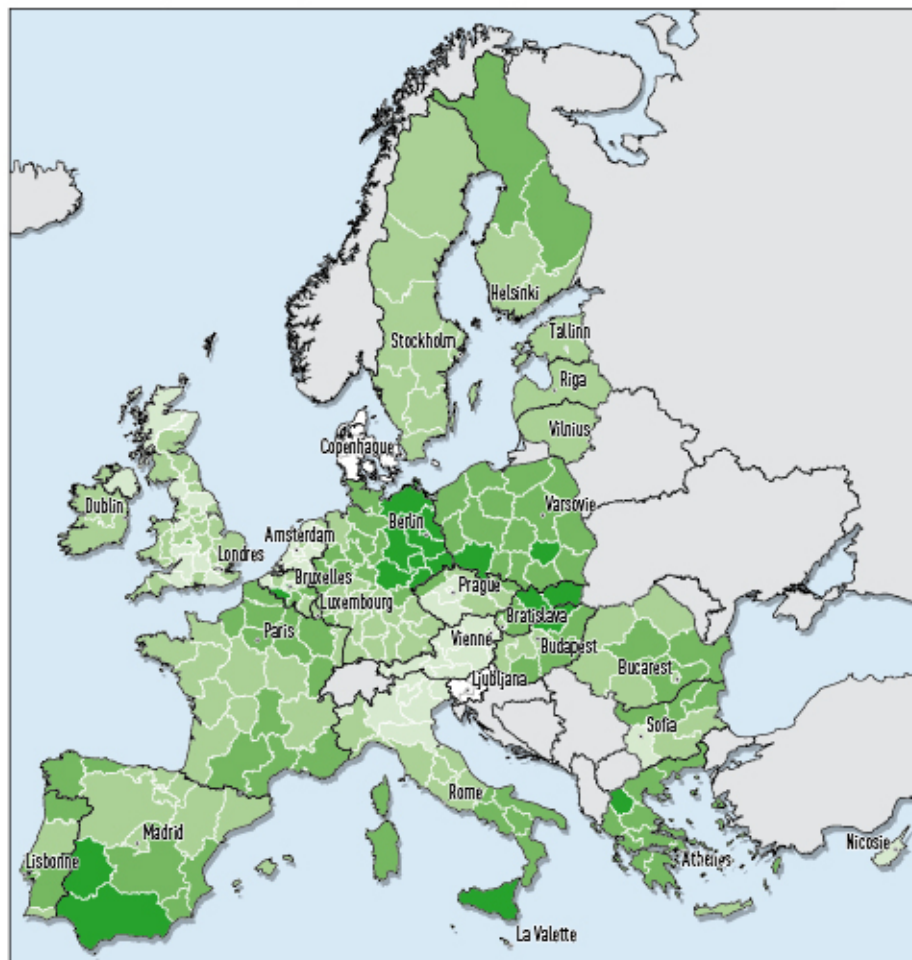 Helsinki
Tallinn
Stockholm
Riga
Vilnius
Copenhague
Dublin
Berlin
Varsovie
Amsterdam
Londres
Bruxelles
Prague
Luxembourg
Bratislava
Paris
Vienne
Budapest
Bucarest
Ljubljana
Sofia
Rome
Madrid
Lisbonne
Athènes
Nicosie
La Valette